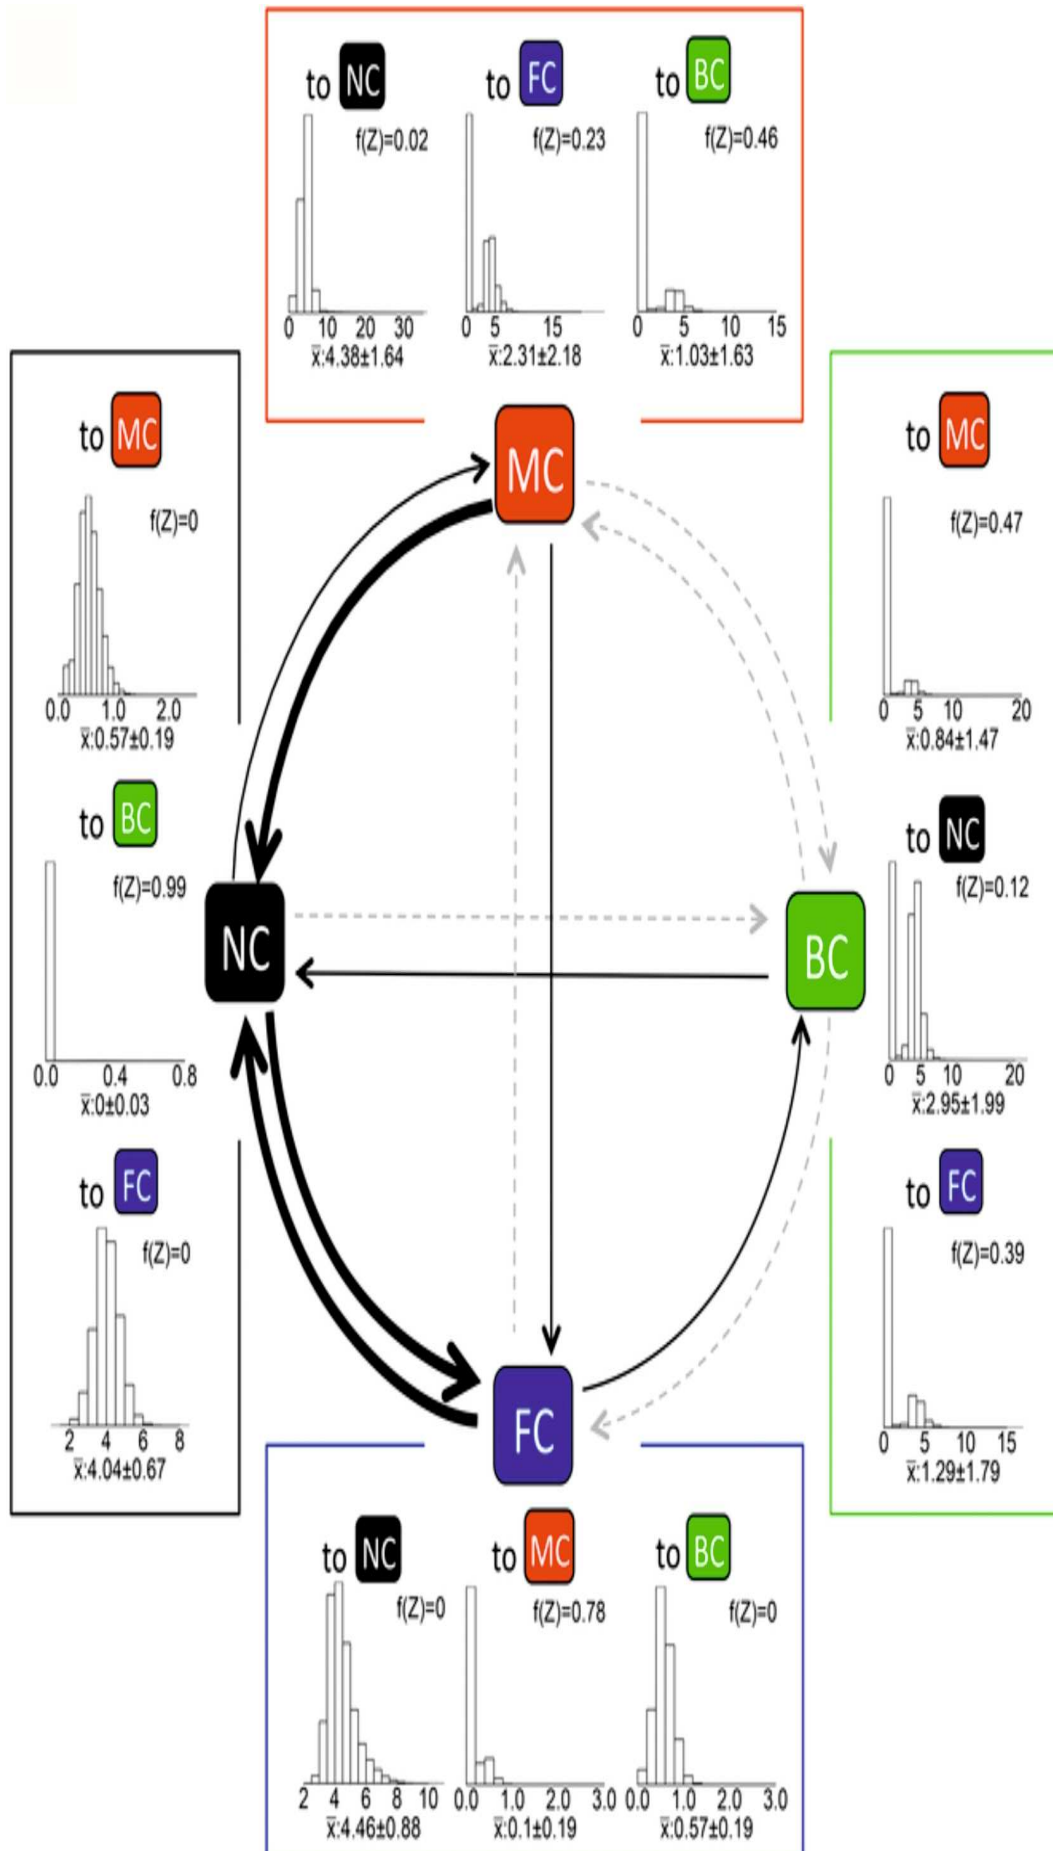 to NC to FC to BC
f(Z)=0.02 f(Z)=0.23 f(Z)=0.46
0 10 20 30 0 5 15 0 5 10 15
x̄:4.38±1.64 x̄:2.31±2.18 x̄:1.03±1.63
to MC
f(Z)=0
0.0 1.0 2.0
x̄:0.57±0.19
to BC
f(Z)=0.99
0.0 0.4 0.8
x̄:0±0.03
to FC
f(Z)=0
2 4 6 8
x̄:4.04±0.67
MC
NC
BC
FC
to MC
f(Z)=0.47
0 5 10 20
x̄:0.84±1.47
to NC
f(Z)=0.12
0 5 10 20
x̄:2.95±1.99
to FC
f(Z)=0.39
0 5 10 15
x̄:1.29±1.79
to NC to MC to BC
f(Z)=0 f(Z)=0.78 f(Z)=0
2 4 6 8 10 0.0 1.0 2.0 3.0 0.0 1.0 2.0 3.0
x̄:4.46±0.88 x̄:0.1±0.19 x̄:0.57±0.19